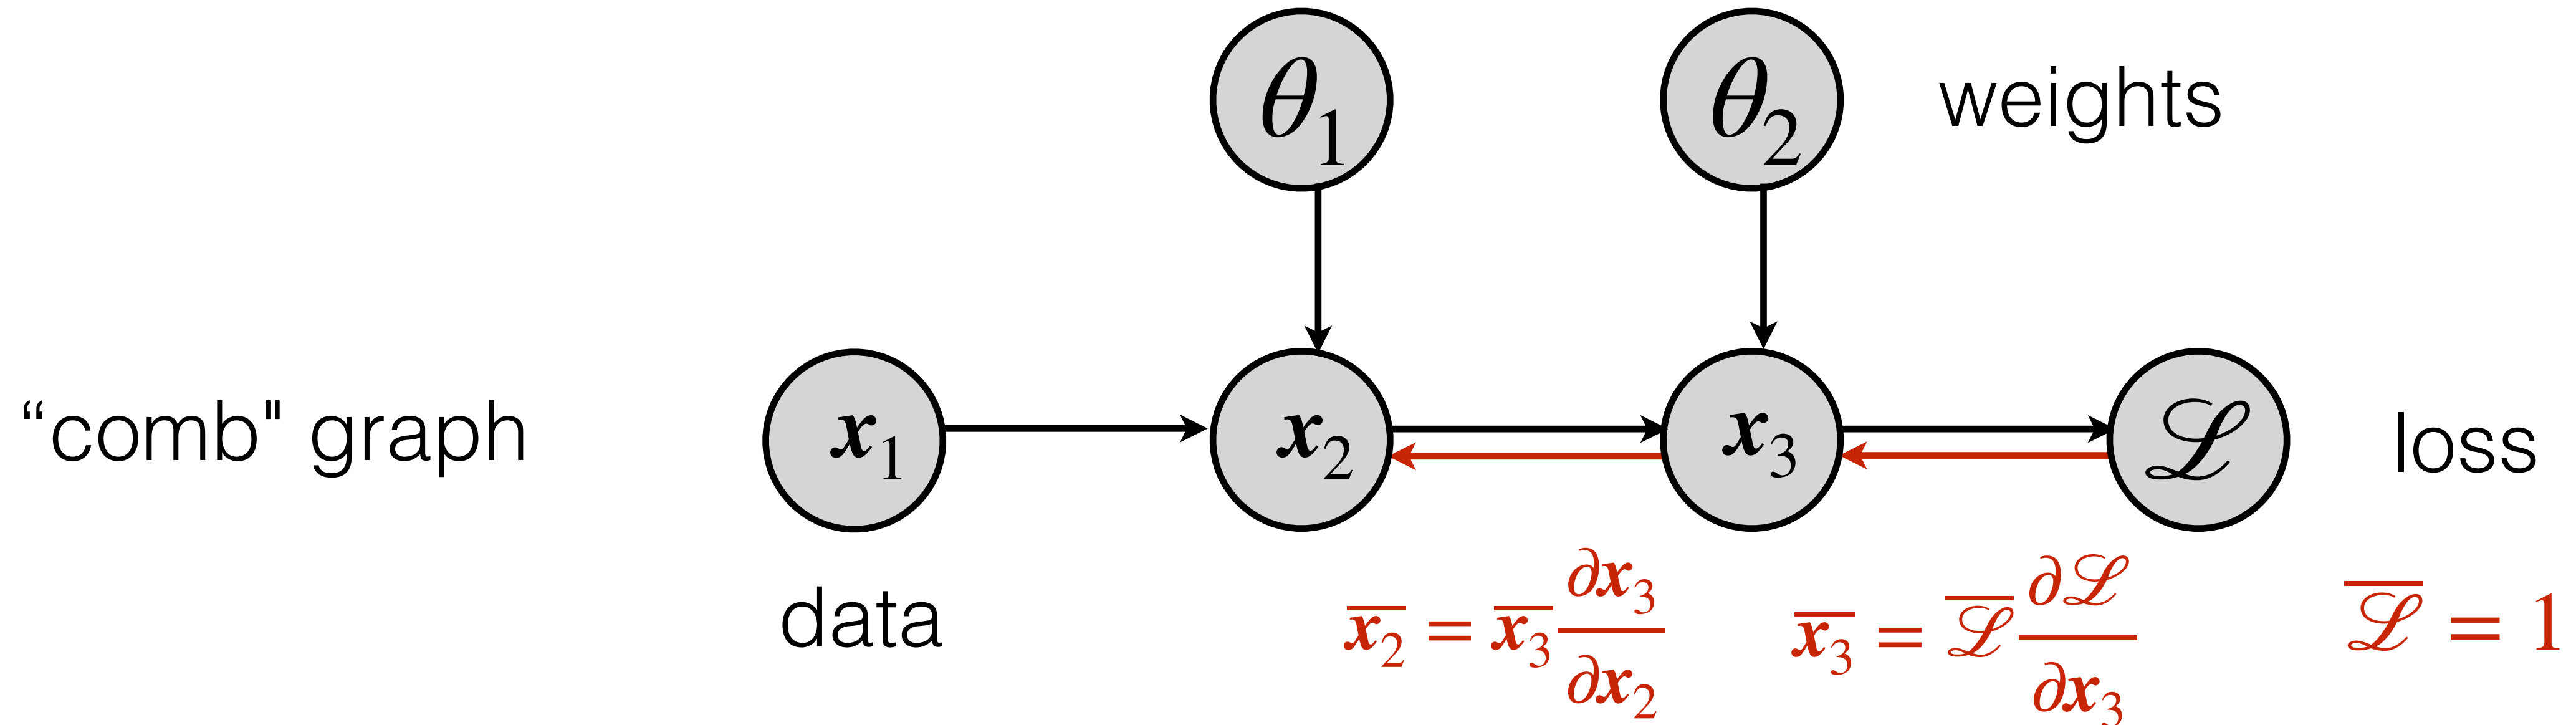 θ₁ θ₂ weights
“comb" graph x₁ x₂ x₃ ℒ loss
data
x̅₂ = x̅₃ ∂x₃/∂x₂ x̅₃ = ℒ̅ ∂ℒ/∂x₃ ℒ̅ = 1